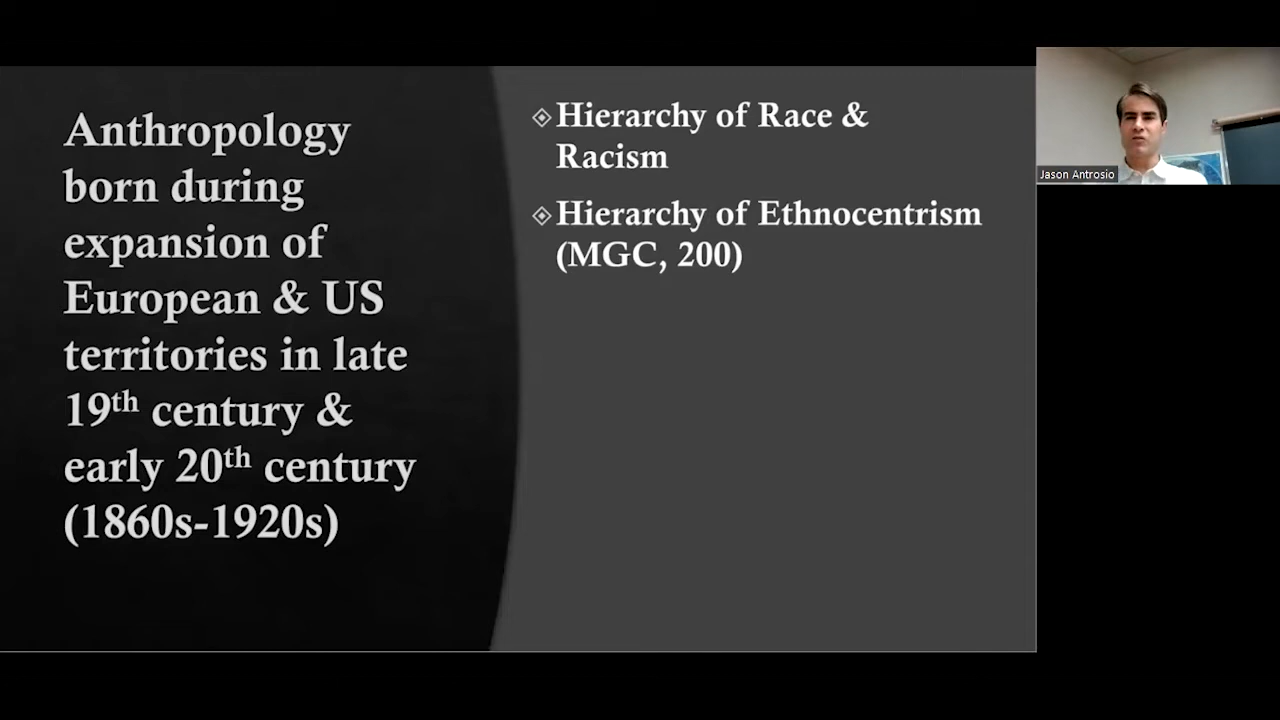 Anthropology
born during
expansion of
European & US
territories in late
19th century &
early 20th century
(1860s-1920s)
Hierarchy of Race &
Racism
Hierarchy of Ethnocentrism
(MGC, 200)
Jason Antrosio